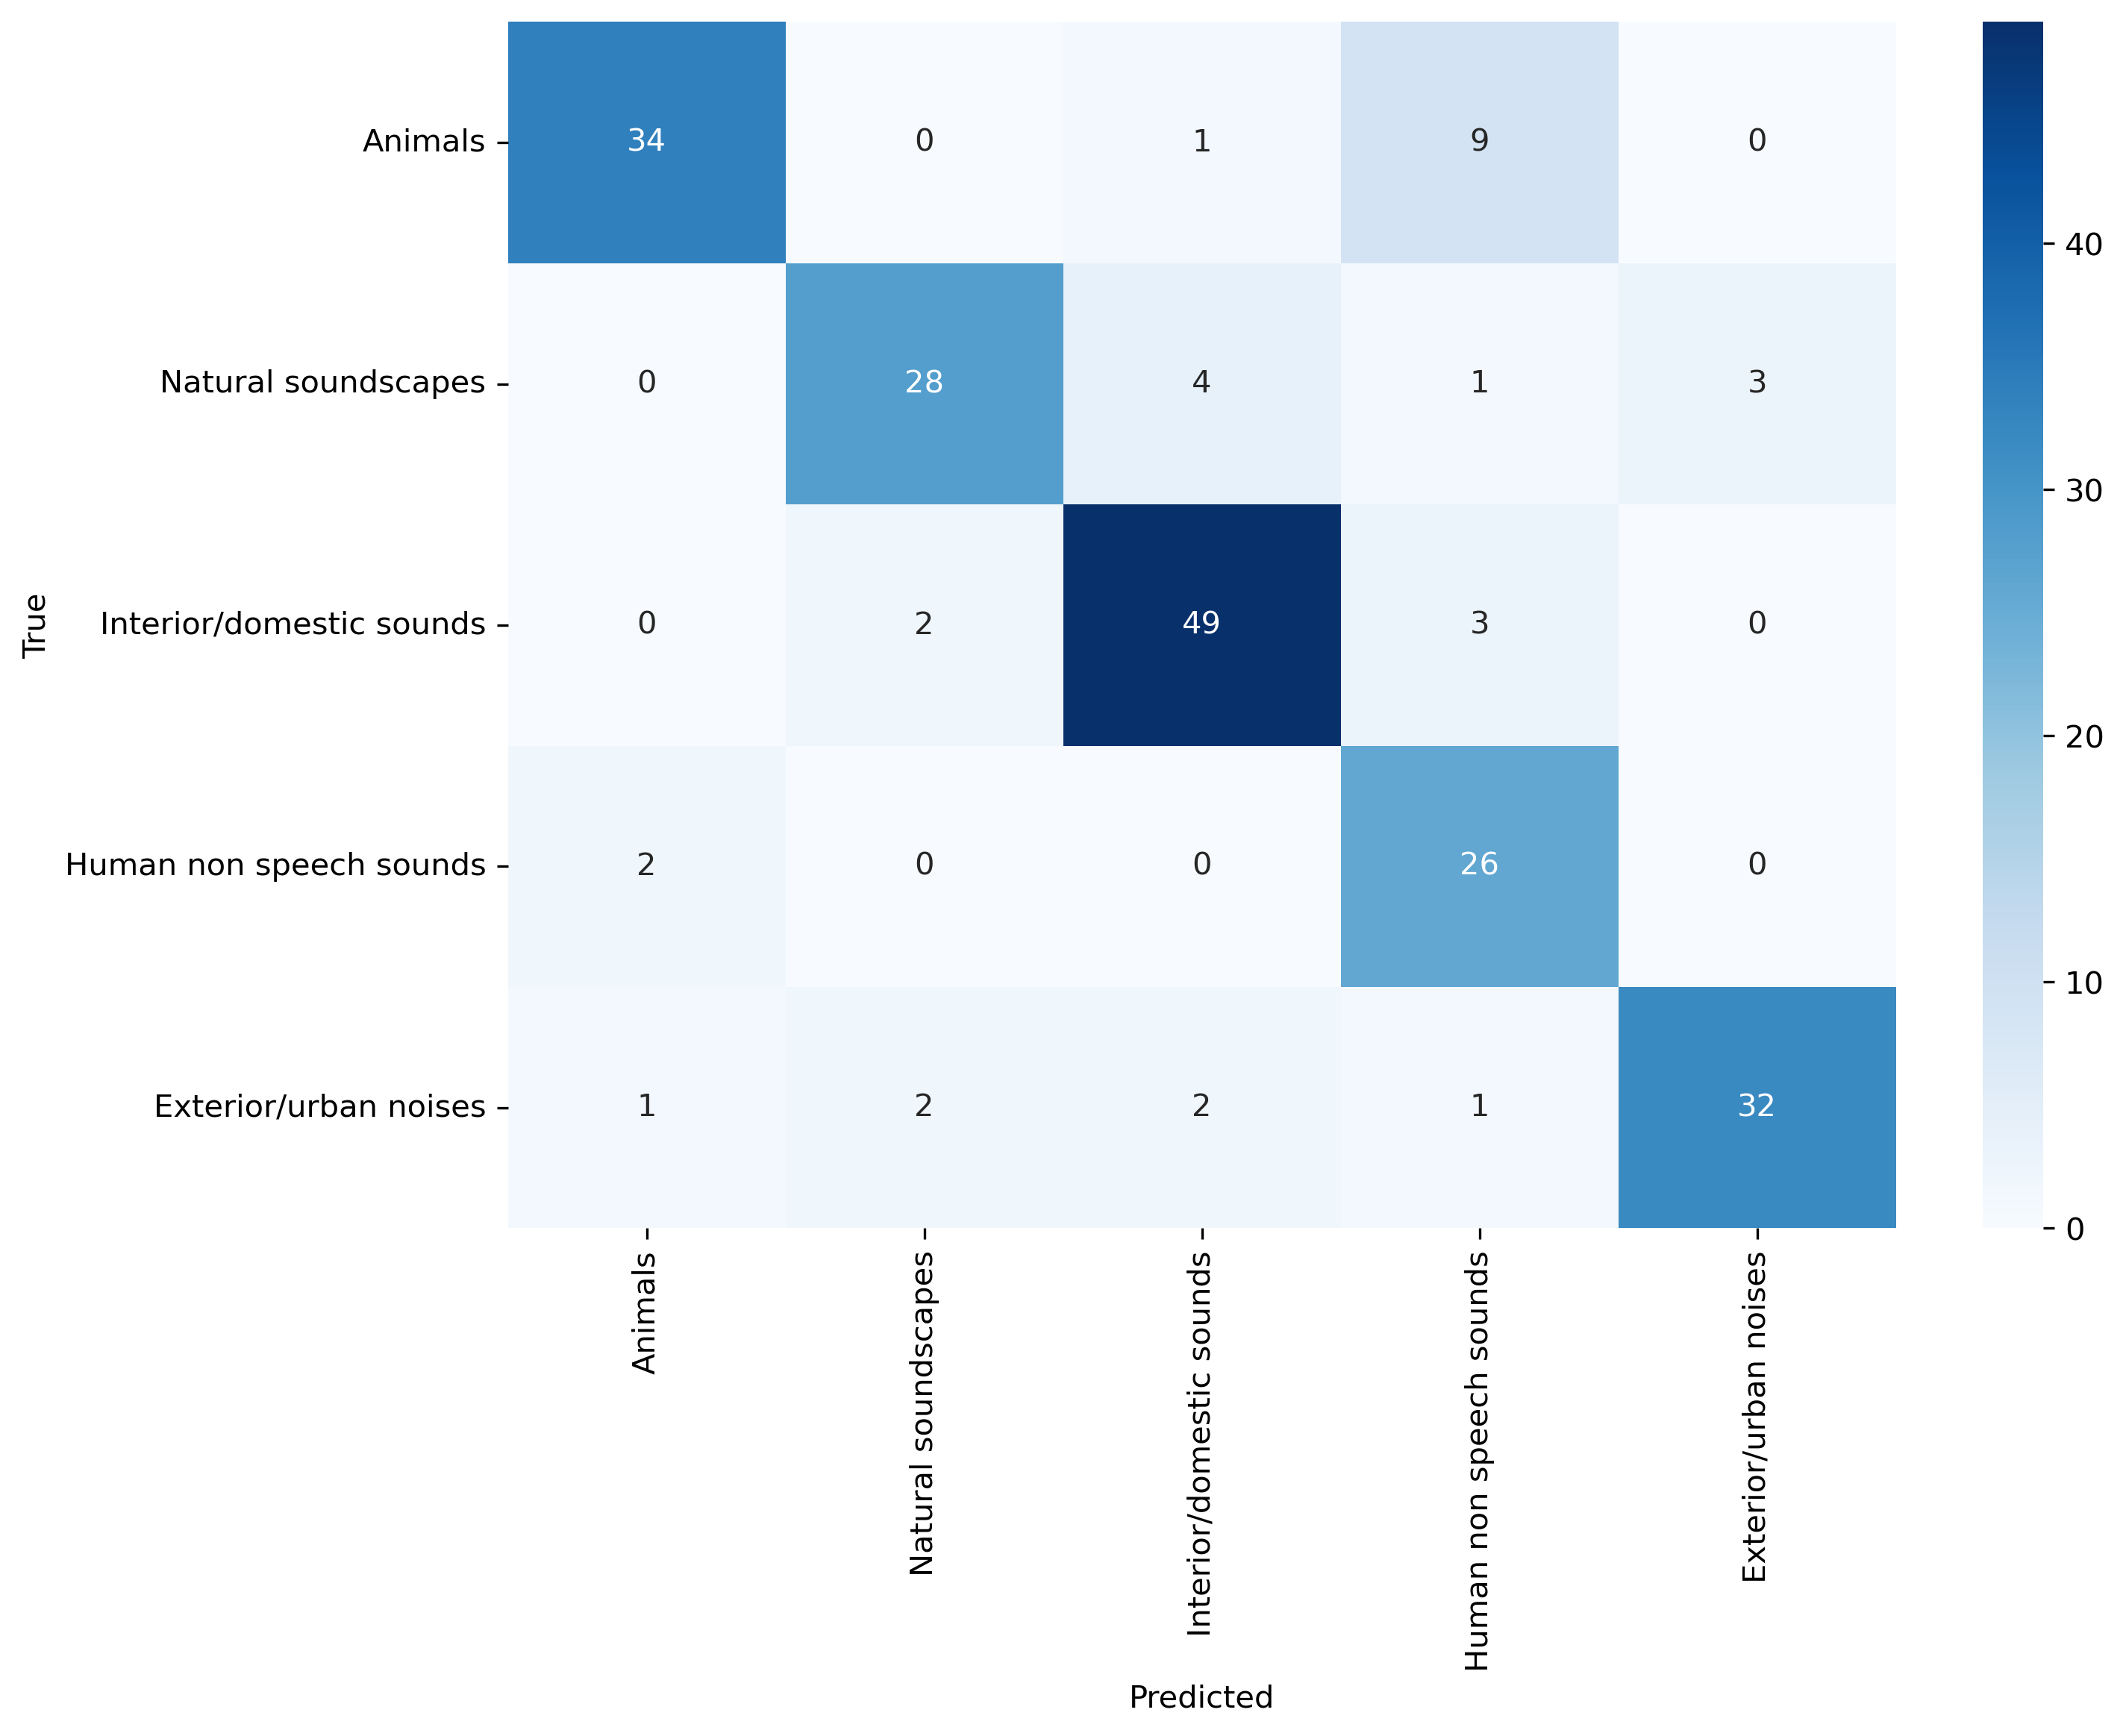 True
Animals 34 0 1 9 0
Natural soundscapes 0 28 4 1 3
Interior/domestic sounds 0 2 49 3 0
Human non speech sounds 2 0 0 26 0
Exterior/urban noises 1 2 2 1 32
Animals
Natural soundscapes
Interior/domestic sounds
Human non speech sounds
Exterior/urban noises
Predicted
40
30
20
10
0